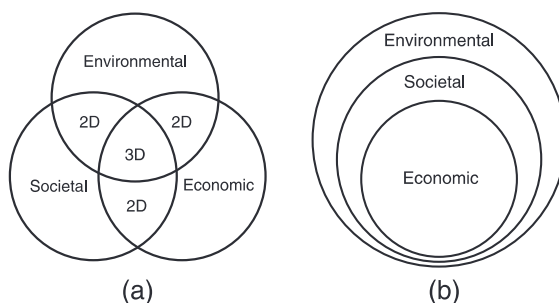 Environmental
2D
2D
3D
Societal
Economic
2D
(a)
Environmental
Societal
Economic
(b)